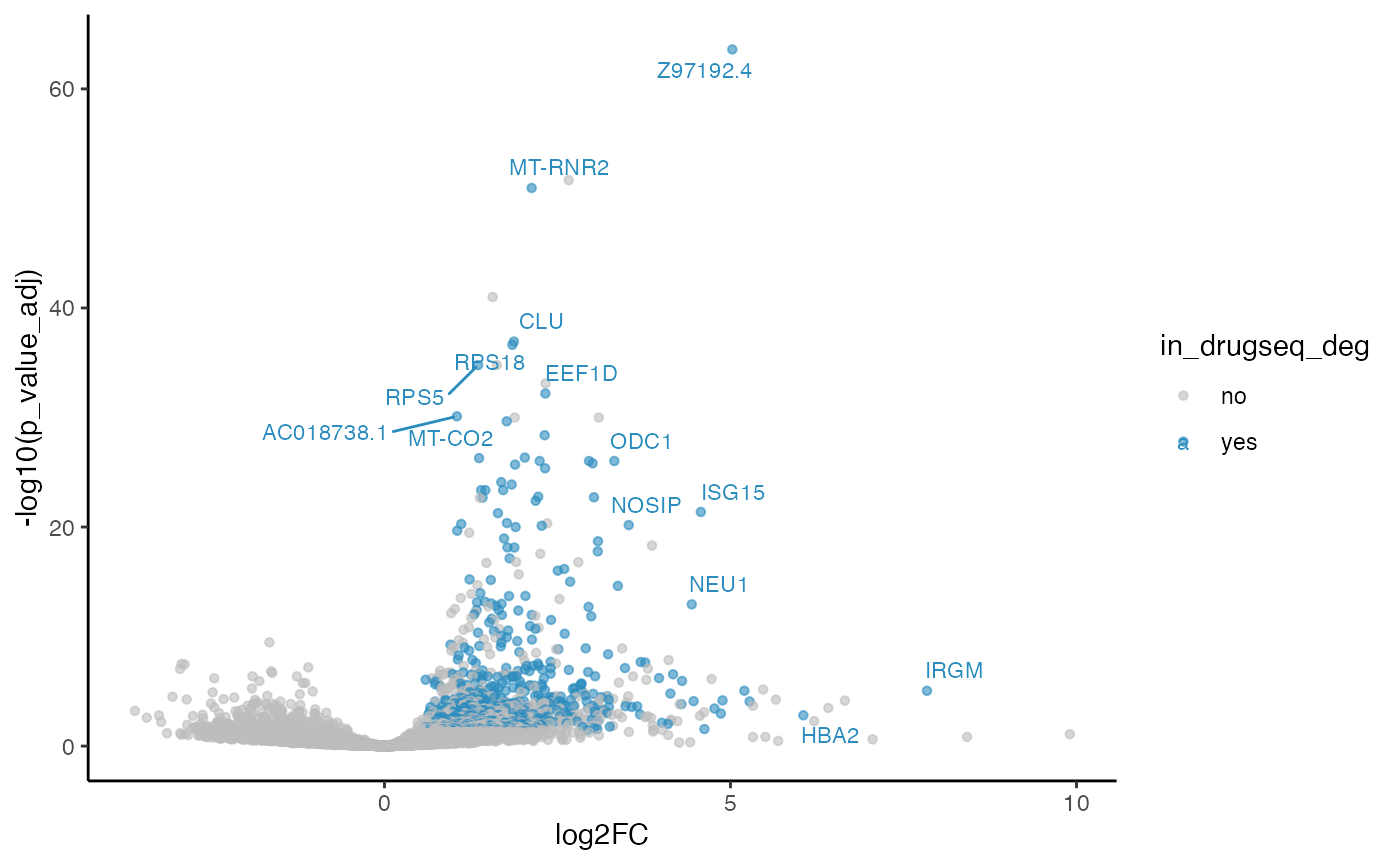 Z97192.4
60
MT-RNR2
-log10(p_value_adj)
40
CLU
RPS18
EEF1D
RPS5
AC018738.1
MT-CO2
ODC1
ISG15
NOSIP
20
NEU1
IRGM
HBA2
0
0 5 10
log2FC
in_drugseq_deg
no
a yes